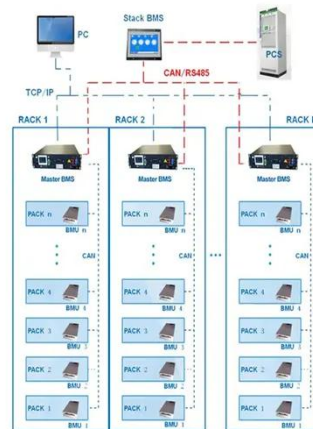 PC
Stack BMS
PCS
CAN/RS485
TCP/IP
RACK 1
RACK 2
RACK
Master BMS
Master BMS
Master BMS
PACK n
BMU n
PACK n
BMU n
PACK n
BMU n
CAN
CAN
CAN
PACK 4
BMU 4
PACK 4
BMU 4
PACK 4
BMU 4
PACK 3
BMU 3
PACK 3
BMU 3
PACK 3
BMU 3
PACK 2
BMU 2
PACK 2
BMU
PACK 2
BMU
PACK 1
BMU 1
PACK 1
BMU 1
PACK 1
BMU 1